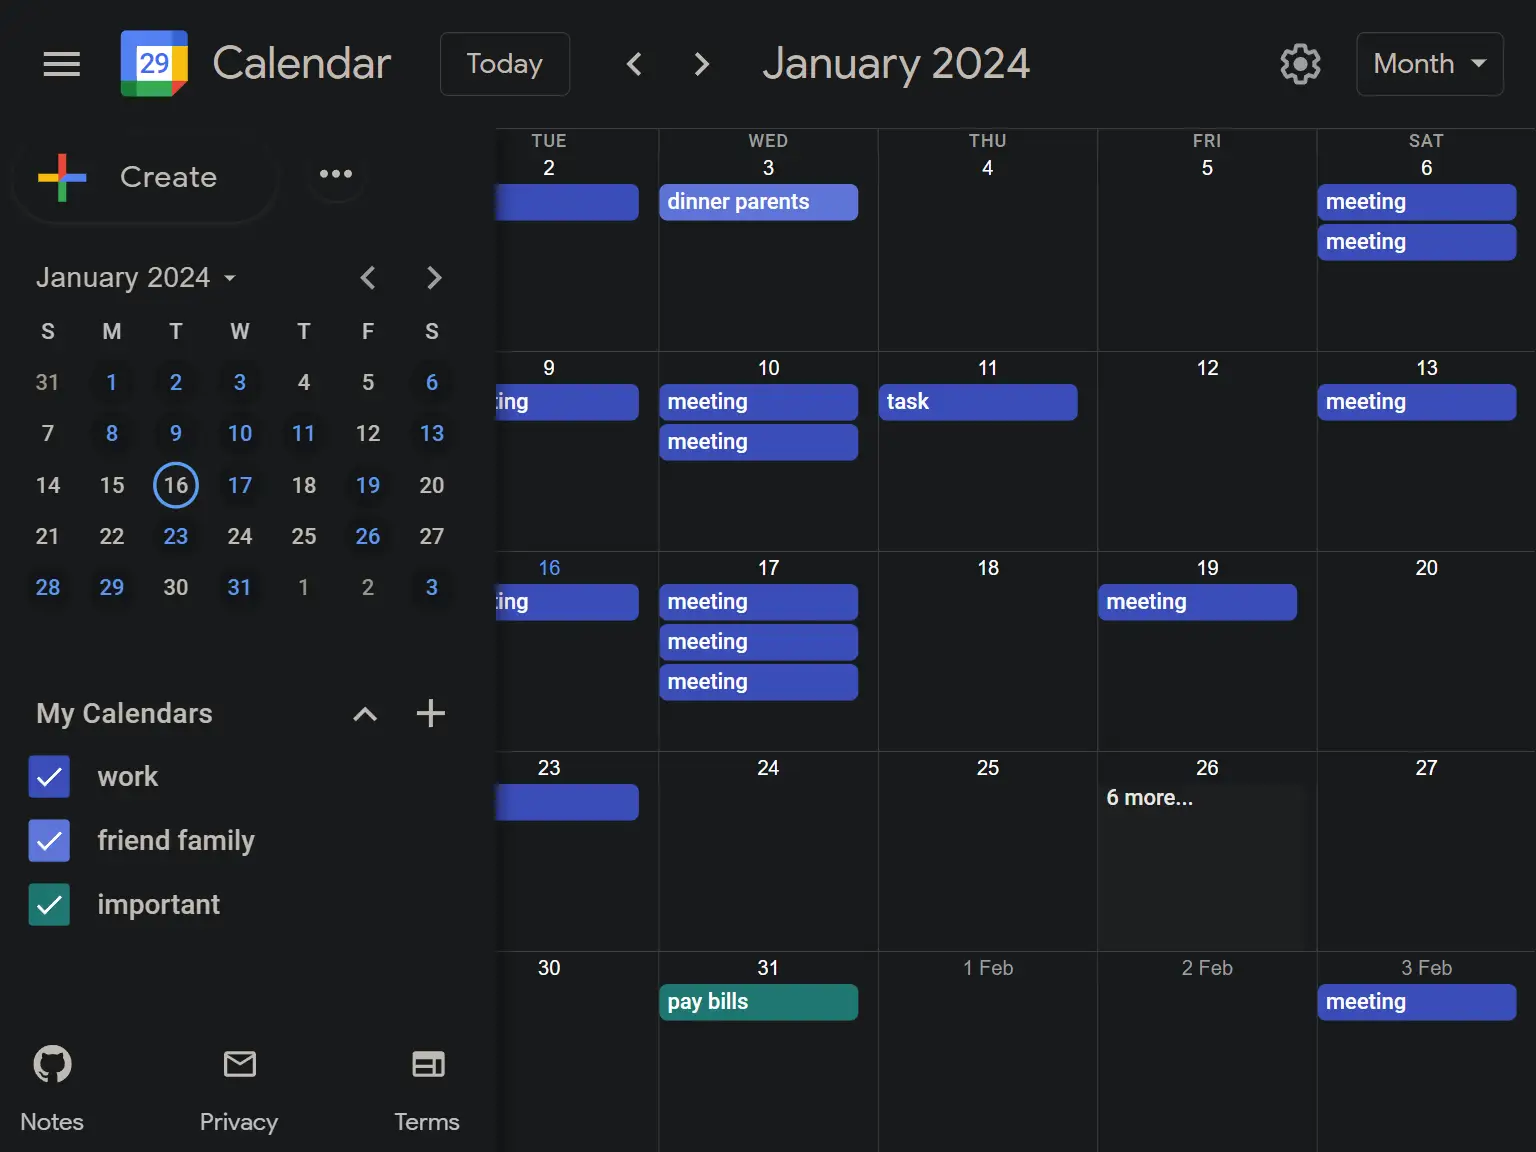 29
Calendar
Today
January 2024
Month
Create
January 2024
S M T W T F S
31 1 2 3 4 5 6
7 8 9 10 11 12 13
14 15 16 17 18 19 20
21 22 23 24 25 26 27
28 29 30 31 1 2 3
My Calendars
work
friend family
important
Notes
Privacy
Terms
TUE WED THU FRI SAT
2 3 4 5 6
dinner parents meeting
meeting
9 10 11 12 13
ing meeting task meeting
meeting
16 17 18 19 20
ing meeting meeting
meeting
meeting
23 24 25 26 27
6 more...
30 31 1 Feb 2 Feb 3 Feb
pay bills meeting